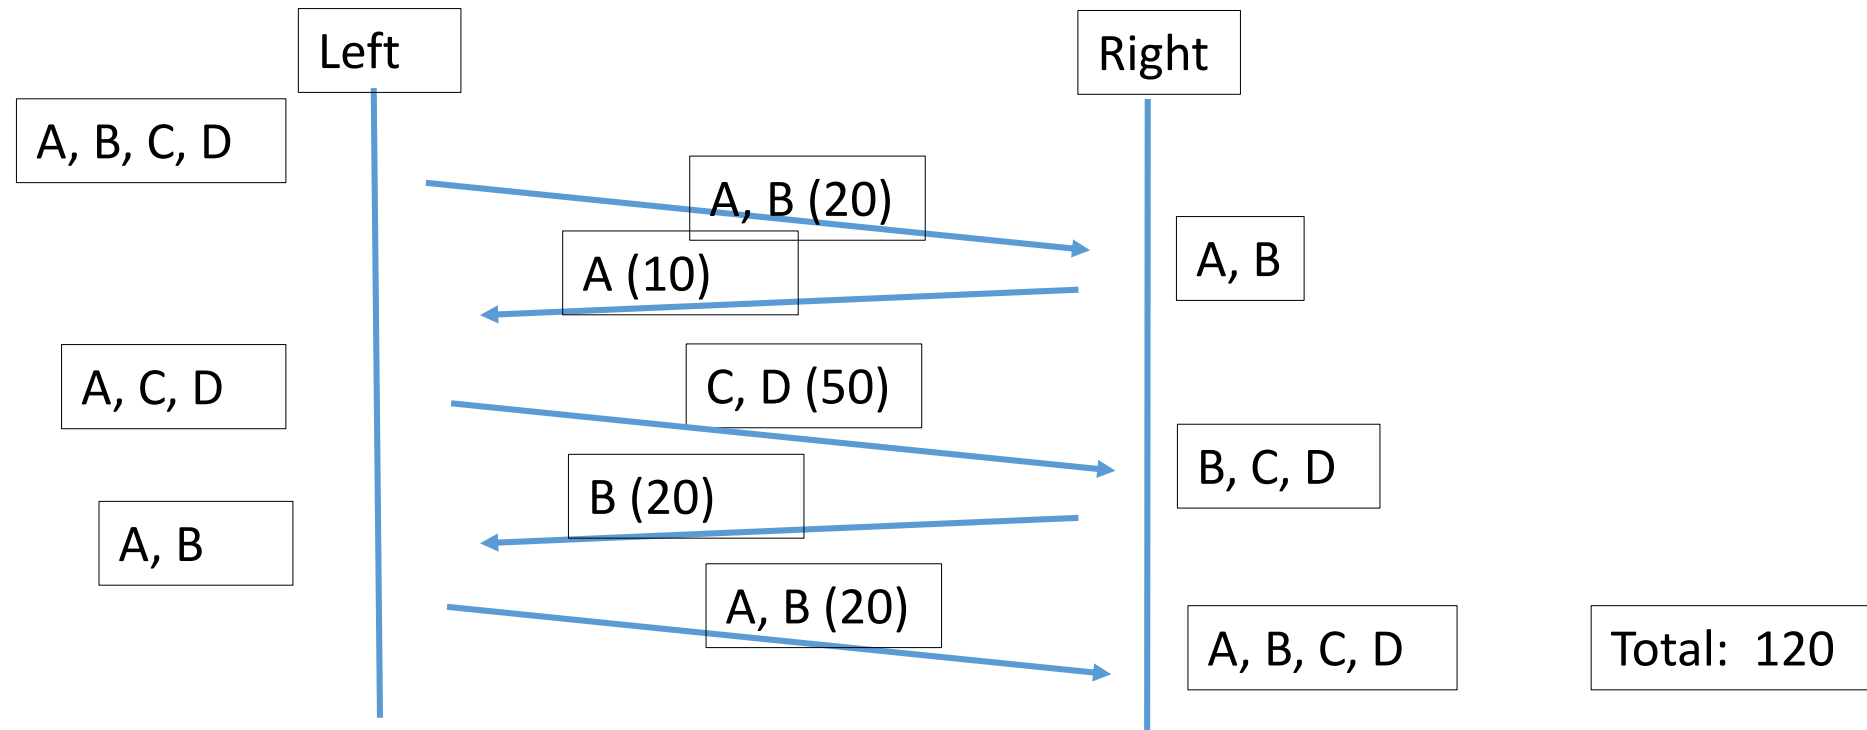 Left
Right
A, B, C, D
A, B (20)
A, B
A (10)
A, C, D
C, D (50)
B, C, D
B (20)
A, B
A, B (20)
A, B, C, D
Total: 120